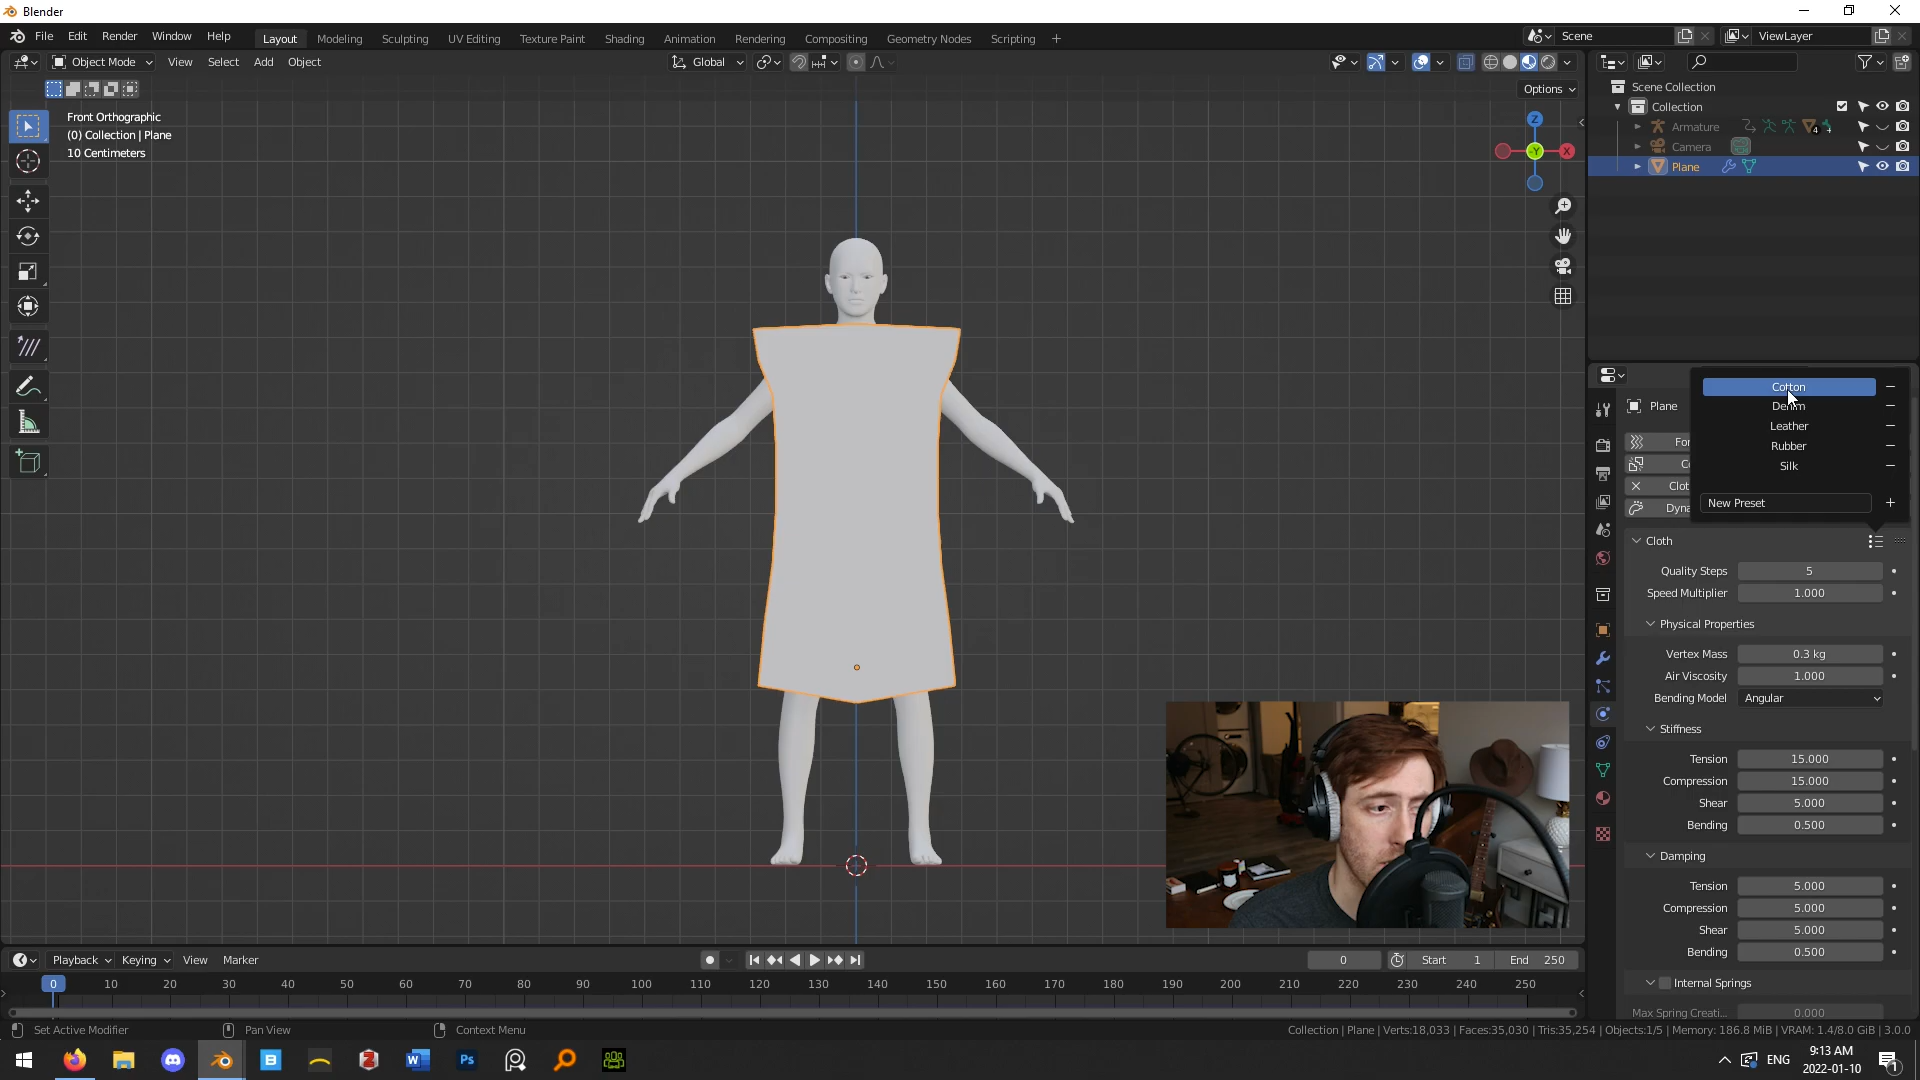 Blender
File Edit Render Window Help
Layout Modeling Sculpting UV Editing Texture Paint Shading Animation Rendering Compositing Geometry Nodes Scripting +
Scene
ViewLayer
Object Mode View Select Add Object
Global
Options
Front Orthographic
(0) Collection | Plane
10 Centimeters
Z
-Y
X
Scene Collection
Collection
Armature
4
Camera
Plane
Cotton
Denim
Leather
Rubber
Silk
New Preset
Plane
For
Clot
Dyna
Cloth
Quality Steps 5
Speed Multiplier 1.000
Physical Properties
Vertex Mass 0.3 kg
Air Viscosity 1.000
Bending Model Angular
Stiffness
Tension 15.000
Compression 15.000
Shear 5.000
Bending 0.500
Damping
Tension 5.000
Compression 5.000
Shear 5.000
Bending 0.500
Internal Springs
Max Spring Creati... 0.000
Playback Keying View Marker
0
Start 1
End 250
0 10 20 30 40 50 60 70 80 90 100 110 120 130 140 150 160 170 180 190 200 210 220 230 240 250
Set Active Modifier
Pan View
Context Menu
Collection | Plane | Verts:18,033 | Faces:35,030 | Tris:35,254 | Objects:1/5 | Memory: 186.8 MiB | VRAM: 1.4/8.0 GiB | 3.0.0
ENG
9:13 AM
2022-01-10
1